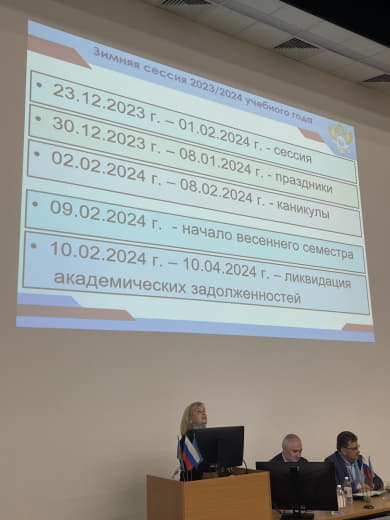 Зимняя сессия 2023/2024 учебного года
• 23.12.2023 г. – 01.02.2024 г. - сессия
• 30.12.2023 г. – 08.01.2024 г. - праздники
• 02.02.2024 г. – 08.02.2024 г. - каникулы
• 09.02.2024 г. - начало весеннего семестра
• 10.02.2024 г. – 10.04.2024 г. – ликвидация
академических задолженностей